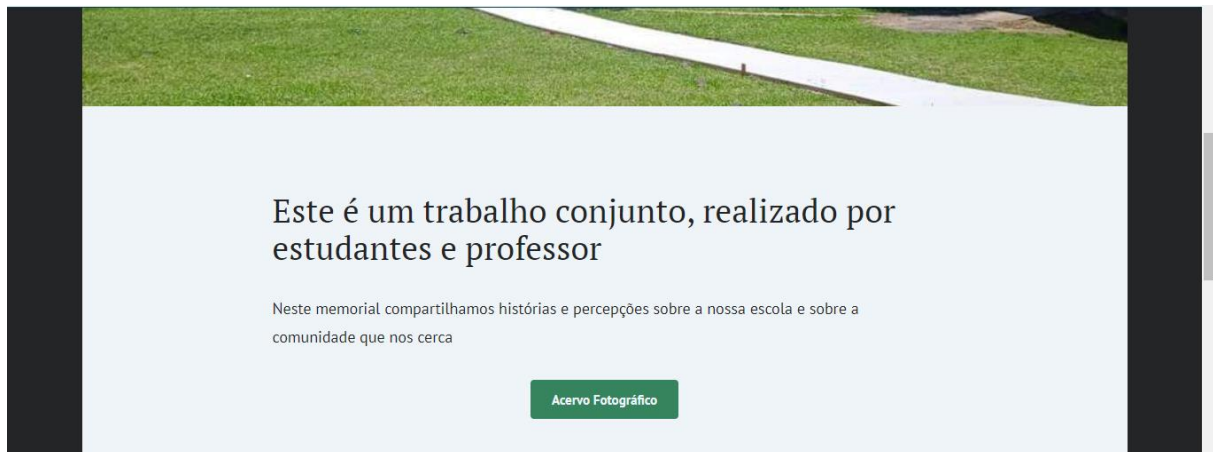 Este é um trabalho conjunto, realizado por
estudantes e professor
Neste memorial compartilhamos histórias e percepções sobre a nossa escola e sobre a
comunidade que nos cerca
Acervo Fotográfico